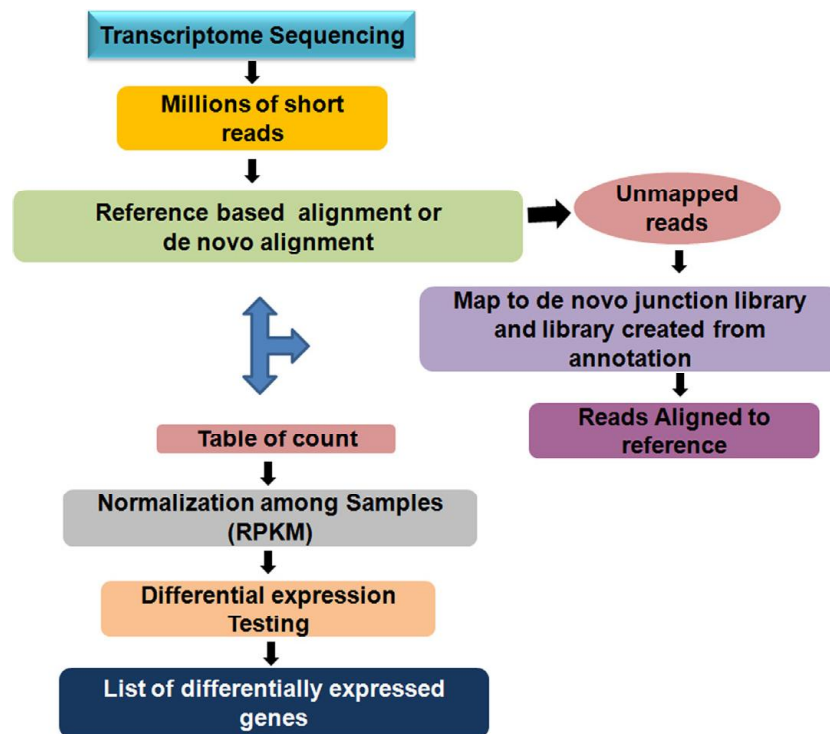 Transcriptome Sequencing
Millions of short
reads
Reference based alignment or
de novo alignment
Unmapped
reads
Map to de novo junction library
and library created from
annotation
Reads Aligned to
reference
Table of count
Normalization among Samples
(RPKM)
Differential expression
Testing
List of differentially expressed
genes